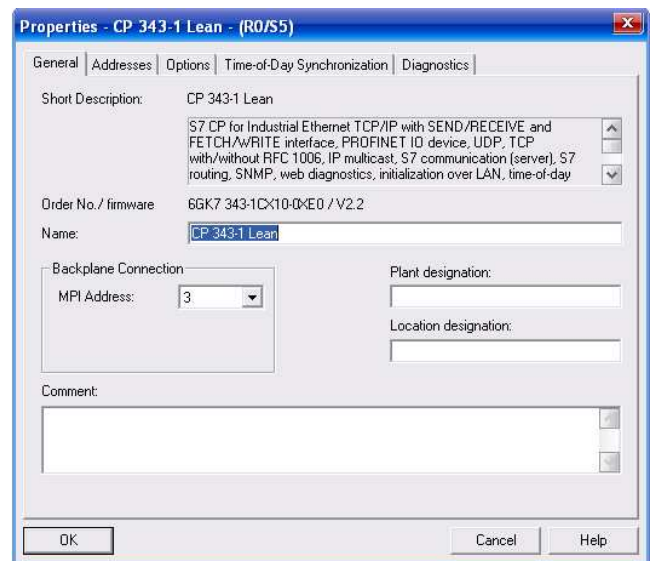 Properties - CP 343-1 Lean - (R0/S5)
General Addresses Options Time-of-Day Synchronization Diagnostics
Short Description: CP 343-1 Lean
S7 CP for Industrial Ethernet TCP/IP with SEND/RECEIVE and
FETCH/WRITE interface, PROFINET IO device, UDP, TCP
with/without RFC 1006, IP multicast, S7 communication (server), S7
routing, SNMP, web diagnostics, initialization over LAN, time-of-day
Order No./ firmware 6GK7 343-1CX10-0XE0 / V2.2
Name: CP 343-1 Lean
Backplane Connection
MPI Address: 3
Plant designation:
Location designation:
Comment:
OK Cancel Help